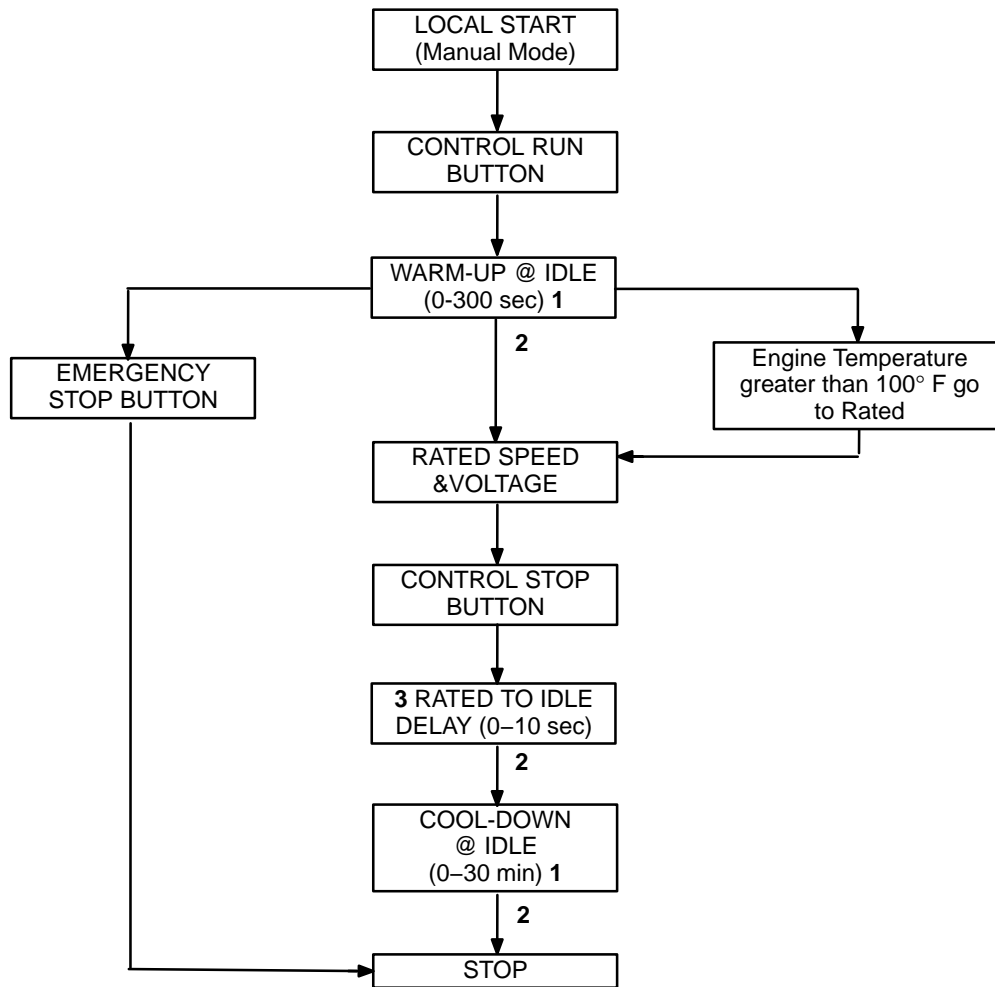 LOCAL START
(Manual Mode)
CONTROL RUN
BUTTON
WARM-UP @ IDLE
(0-300 sec) 1
2
EMERGENCY
STOP BUTTON
Engine Temperature
greater than 100° F go
to Rated
RATED SPEED
&VOLTAGE
CONTROL STOP
BUTTON
3 RATED TO IDLE
DELAY (0–10 sec)
2
COOL-DOWN
@ IDLE
(0–30 min) 1
2
STOP